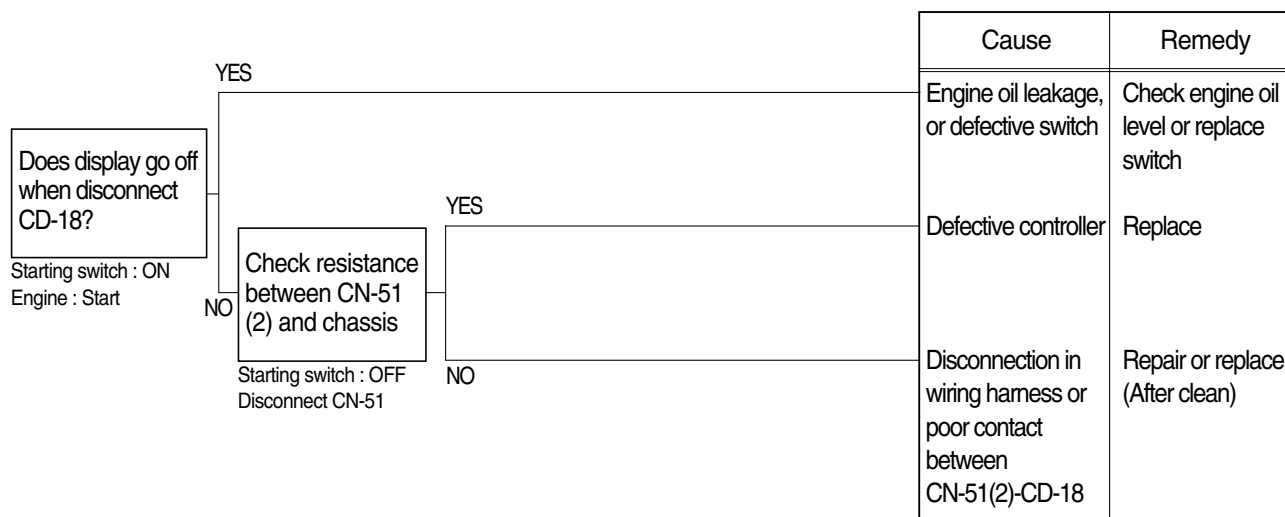 Cause
Remedy
YES
Engine oil leakage,
or defective switch
Check engine oil
level or replace
switch
Does display go off
when disconnect
CD-18?
Starting switch : ON
Engine : Start
NO
Check resistance
between CN-51
(2) and chassis
Starting switch : OFF
Disconnect CN-51
YES
Defective controller
Replace
NO
Disconnection in
wiring harness or
poor contact
between
CN-51(2)-CD-18
Repair or replace
(After clean)